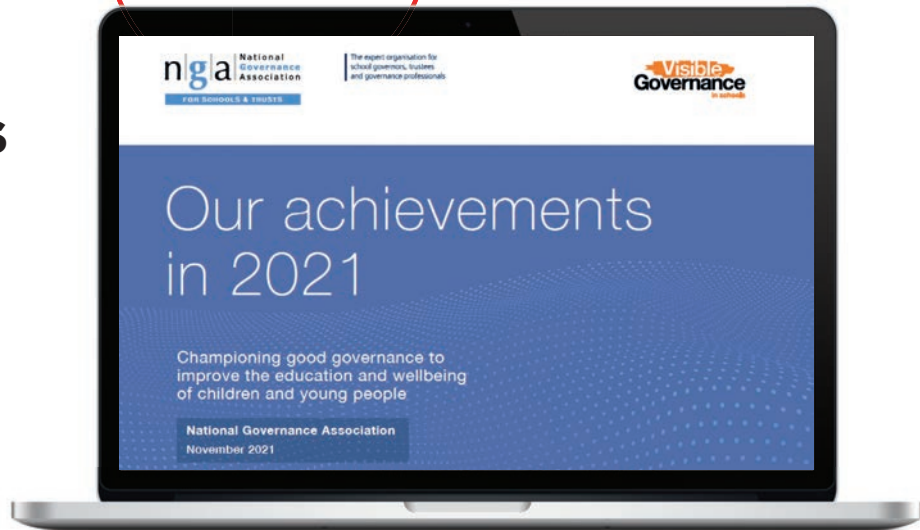 s
nga
National
Governance
Association
FOR SCHOOLS & TRUSTS
The expert organisation for
school governors, trustees
and governance professionals
Visible
Governance
in schools
Our achievements
in 2021
Championing good governance to
improve the education and wellbeing
of children and young people
National Governance Association
November 2021